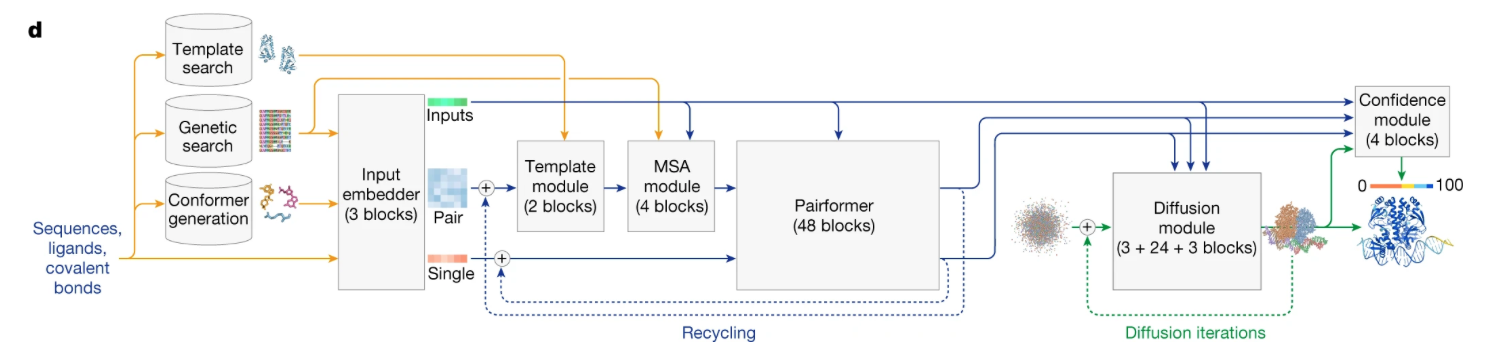 d
Template
search
Genetic
search
Conformer
generation
Sequences,
ligands,
covalent
bonds
Input
embedder
(3 blocks)
Inputs
Pair
Single
+
+
Template
module
(2 blocks)
MSA
module
(4 blocks)
Pairformer
(48 blocks)
Recycling
+
Diffusion
module
(3 + 24 + 3 blocks)
Diffusion iterations
Confidence
module
(4 blocks)
0 100